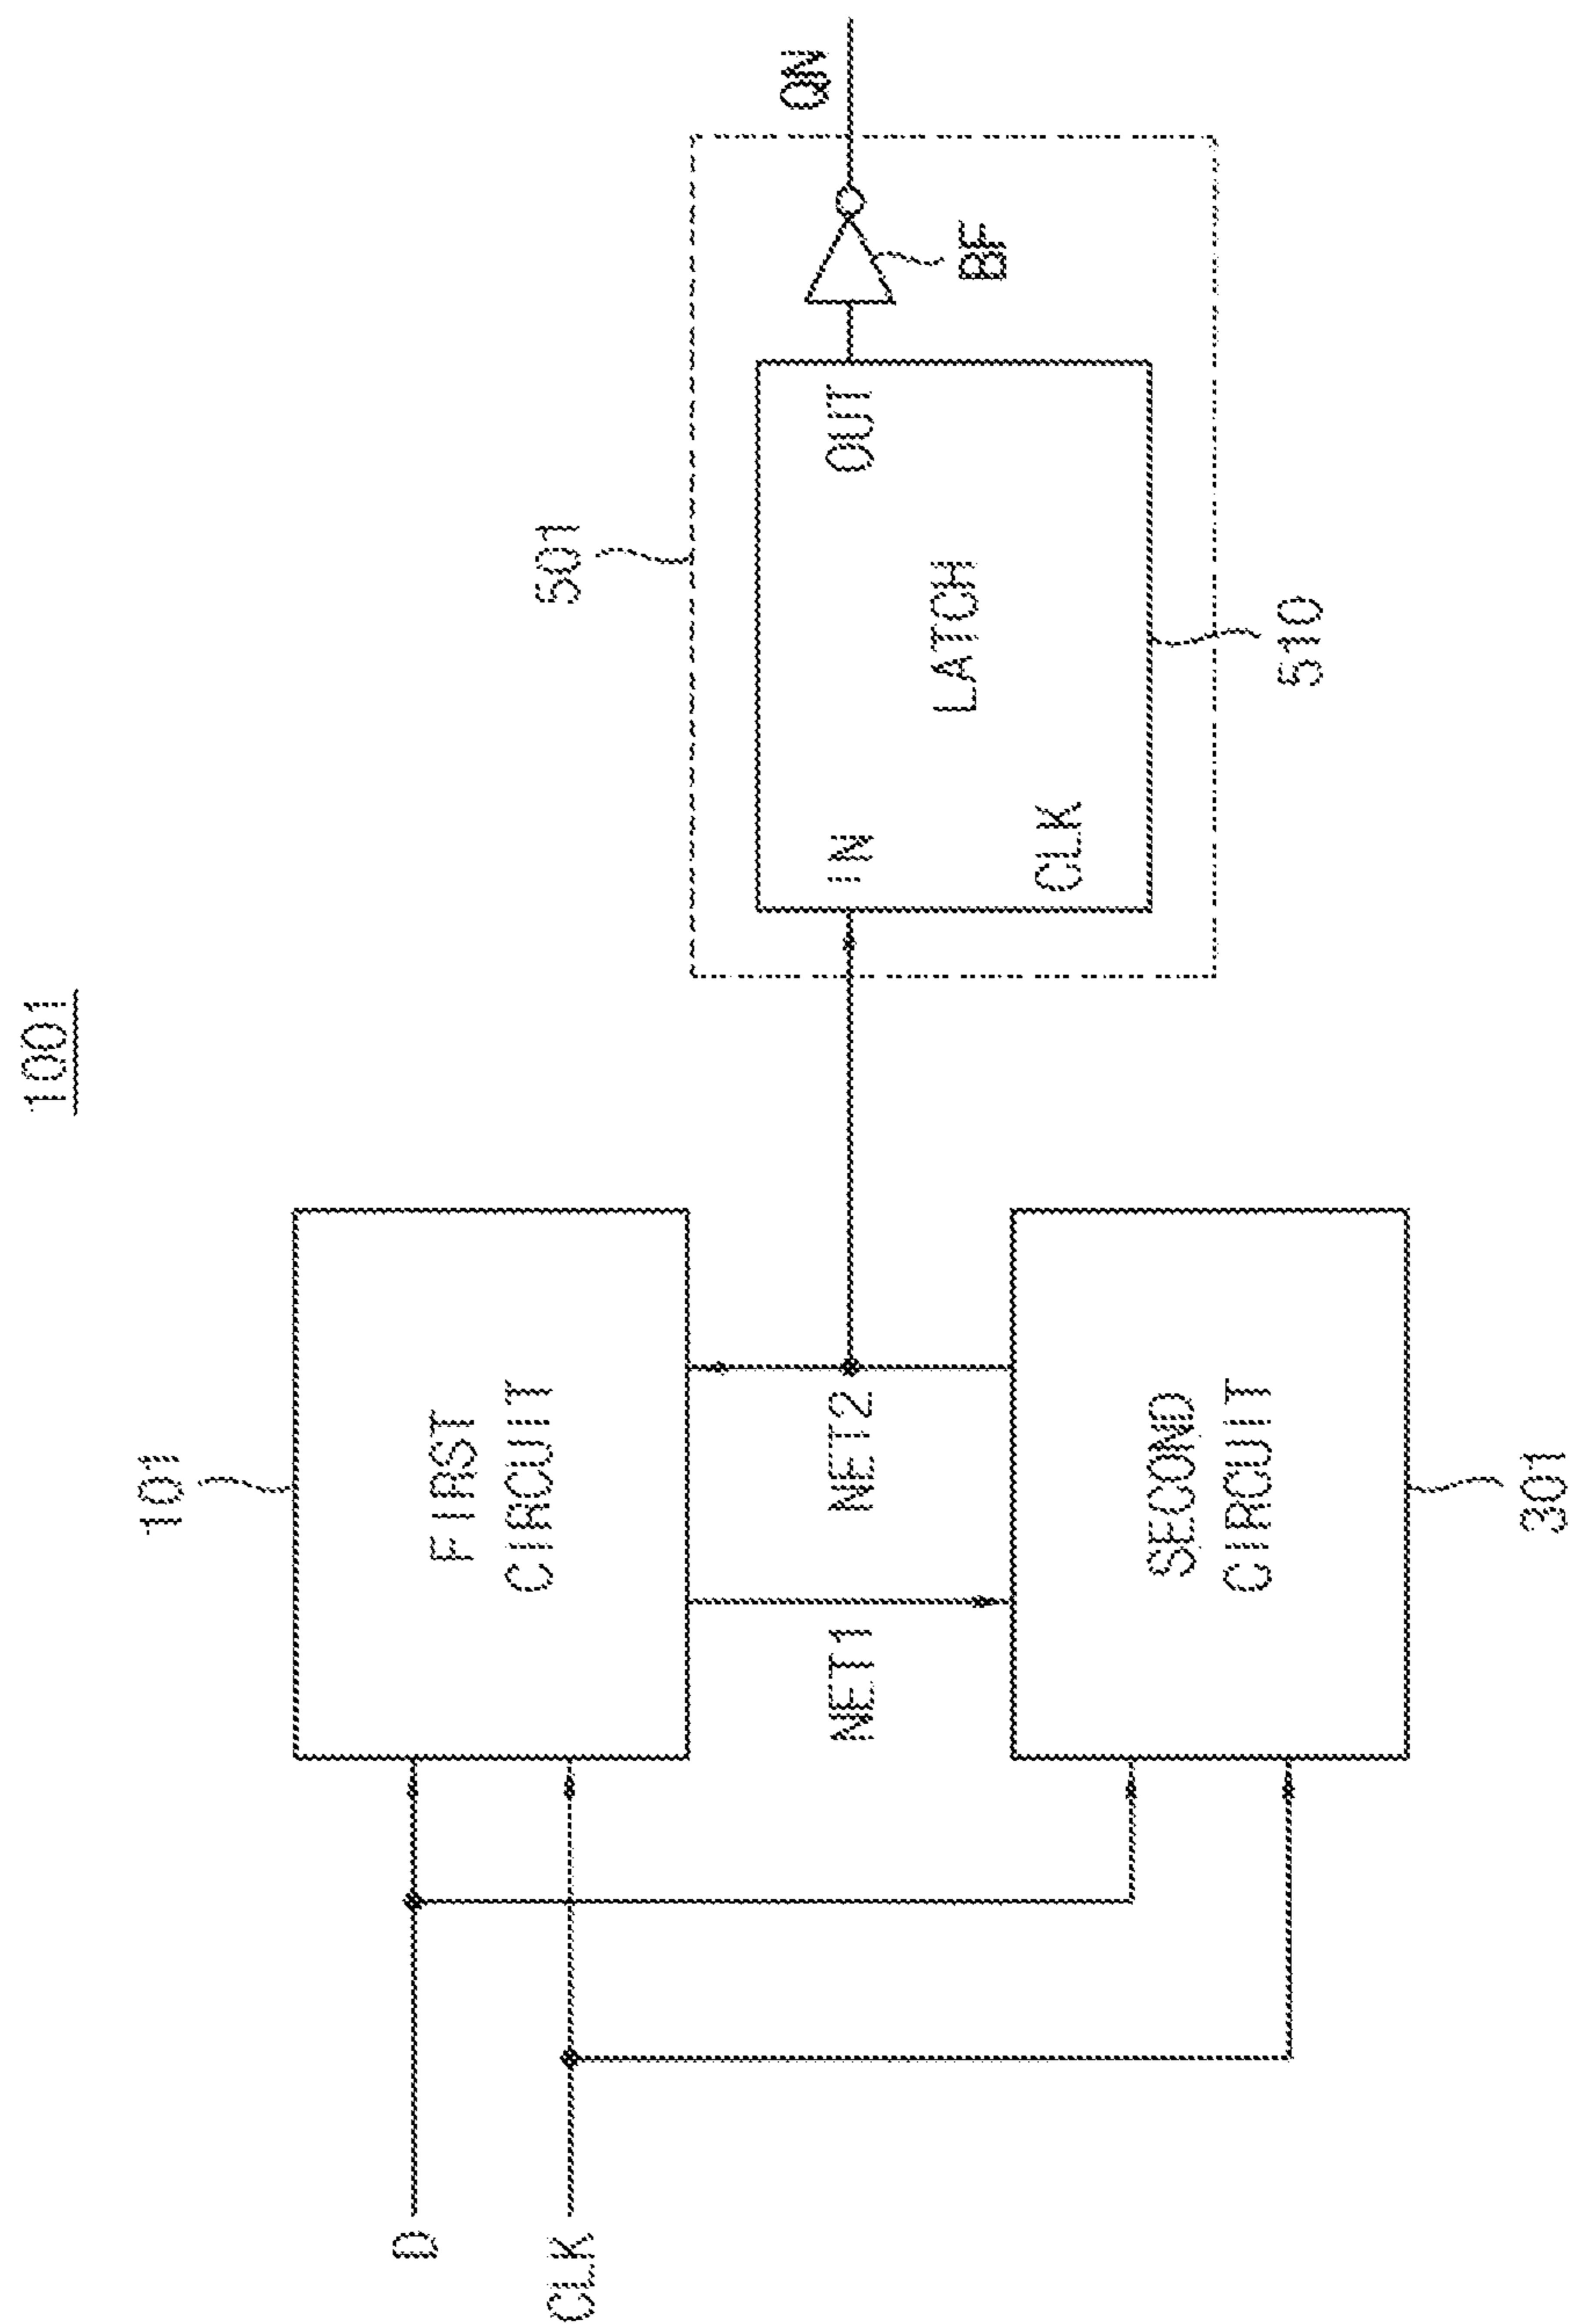 1001
101
FIRST
CIRCUIT
D
CLK
NET1
NET2
SECOND
CIRCUIT
301
501
IN
OUT
LATCH
CLK
510
BF
QN